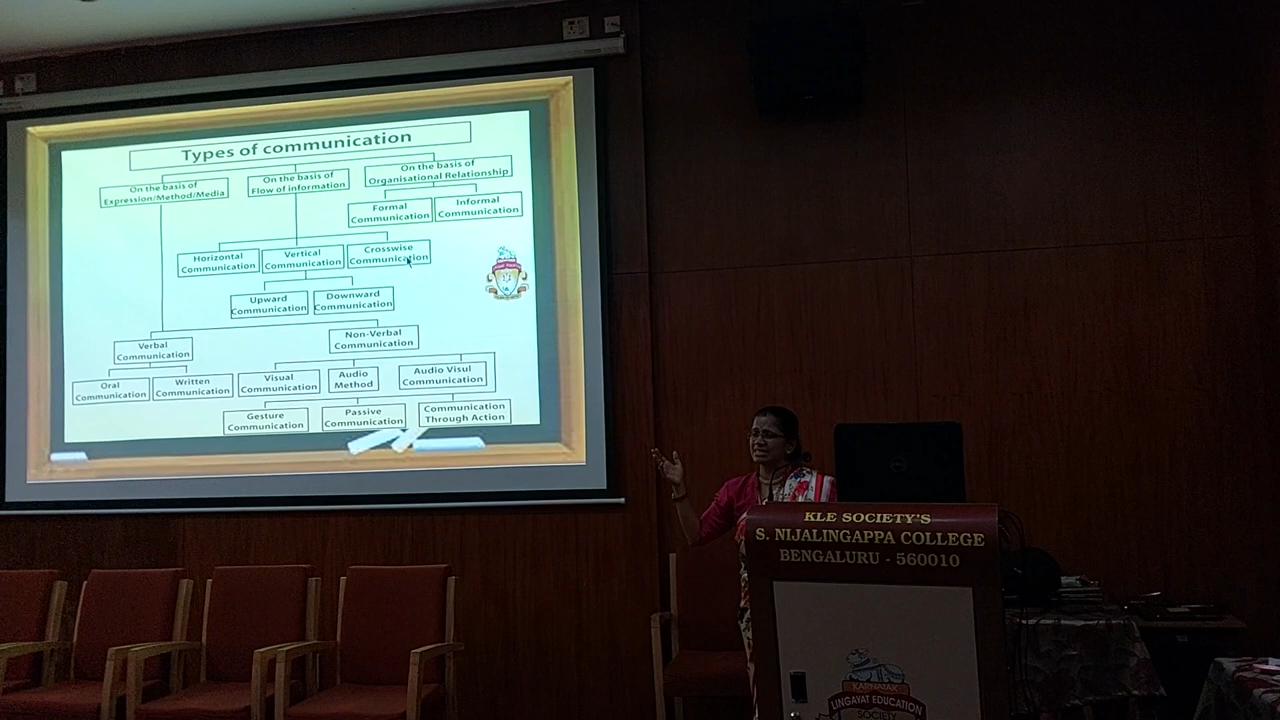 Types of communication
On the basis of
Expression/Method/Media
On the basis of
Flow of information
On the basis of
Organisational Relationship
Formal
Communication
Informal
Communication
Horizontal
Communication
Vertical
Communication
Crosswise
Communication
Upward
Communication
Downward
Communication
Verbal
Communication
Non-Verbal
Communication
Oral
Communication
Written
Communication
Visual
Communication
Audio
Method
Audio Visul
Communication
Gesture
Communication
Passive
Communication
Communication
Through Action
KLE SOCIETY'S
S. NIJALINGAPPA COLLEGE
BENGALURU - 560010
KARNATAK
LINGAYAT EDUCATION
SOCIETY
DELL